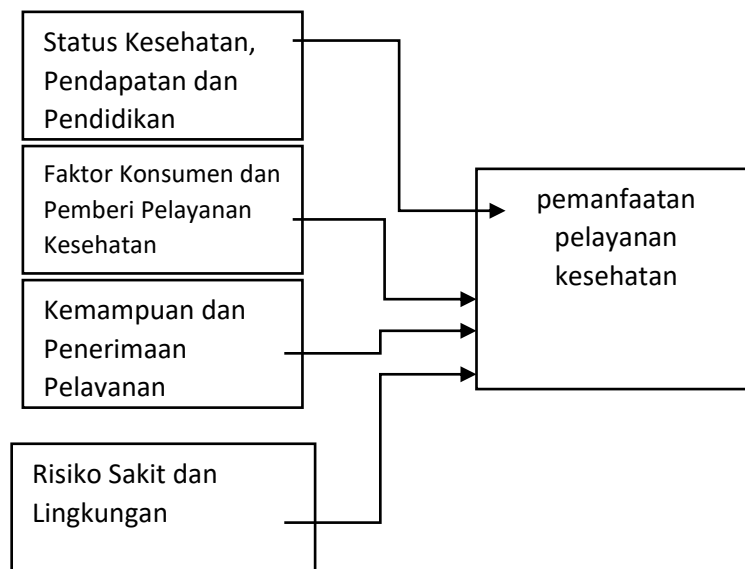 Status Kesehatan,
Pendapatan dan
Pendidikan
Faktor Konsumen dan
Pemberi Pelayanan
Kesehatan
Kemampuan dan
Penerimaan
Pelayanan
Risiko Sakit dan
Lingkungan
pemanfaatan
pelayanan
kesehatan